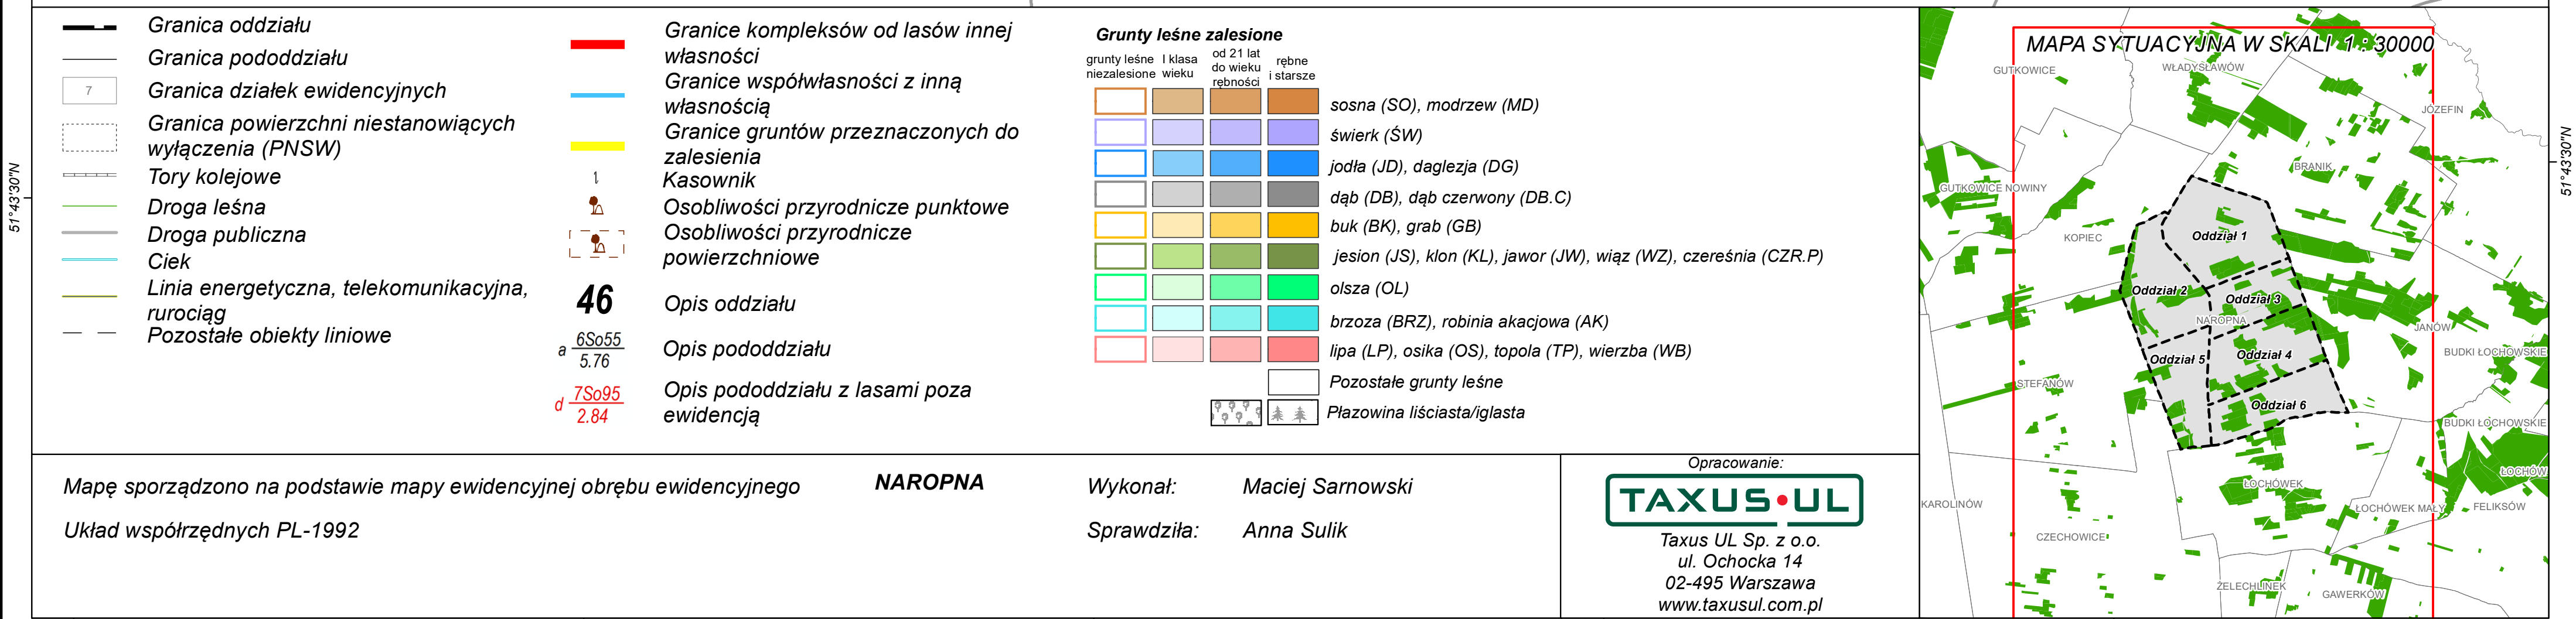 Granica oddziału
Granica pododdziału
7
Granica działek ewidencyjnych
Granica powierzchni niestanowiących
wyłączenia (PNSW)
Tory kolejowe
Droga leśna
Droga publiczna
Ciek
Linia energetyczna, telekomunikacyjna,
rurociąg
Pozostałe obiekty liniowe
Granice kompleksów od lasów innej
własności
Granice współwłasności z inną
własnością
Granice gruntów przeznaczonych do
zalesienia
Kasownik
Osobliwości przyrodnicze punktowe
Osobliwości przyrodnicze
powierzchniowe
46
Opis oddziału
a 6So55
5.76
Opis pododdziału
d 7So95
2.84
Opis pododdziału z lasami poza
ewidencją
Grunty leśne zalesione
grunty leśne
niezalesione
I klasa
wieku
od 21 lat
do wieku
rębności
rębne
i starsze
sosna (SO), modrzew (MD)
świerk (ŚW)
jodła (JD), daglezja (DG)
dąb (DB), dąb czerwony (DB.C)
buk (BK), grab (GB)
jesion (JS), klon (KL), jawor (JW), wiąz (WZ), czereśnia (CZR.P)
olsza (OL)
brzoza (BRZ), robinia akacjowa (AK)
lipa (LP), osika (OS), topola (TP), wierzba (WB)
Pozostałe grunty leśne
Płazowina liściasta/iglasta
51°43'30"N
Mapę sporządzono na podstawie mapy ewidencyjnej obrębu ewidencyjnego
NAROPNA
Układ współrzędnych PL-1992
Wykonał: Maciej Sarnowski
Sprawdziła: Anna Sulik
Opracowanie:
TAXUS UL
Taxus UL Sp. z o.o.
ul. Ochocka 14
02-495 Warszawa
www.taxusul.com.pl
MAPA SYTUACYJNA W SKALI 1 : 30000
GUTKOWICE
WŁADYSŁAWÓW
JÓZEFIN
BRANIK
GUTKOWICE NOWINY
KOPIEC
Oddział 1
Oddział 2
Oddział 3
NAROPNA
JANÓW
Oddział 5
Oddział 4
BUDKI ŁOCHOWSKIE
STEFANÓW
Oddział 6
BUDKI ŁOCHOWSKIE
ŁOCHÓW
ŁOCHÓWEK
KAROLINÓW
ŁOCHÓWEK MAŁY
FELIKSÓW
CZECHOWICE
ŻELECHLINEK
GAWERKÓW
51°43'30"N